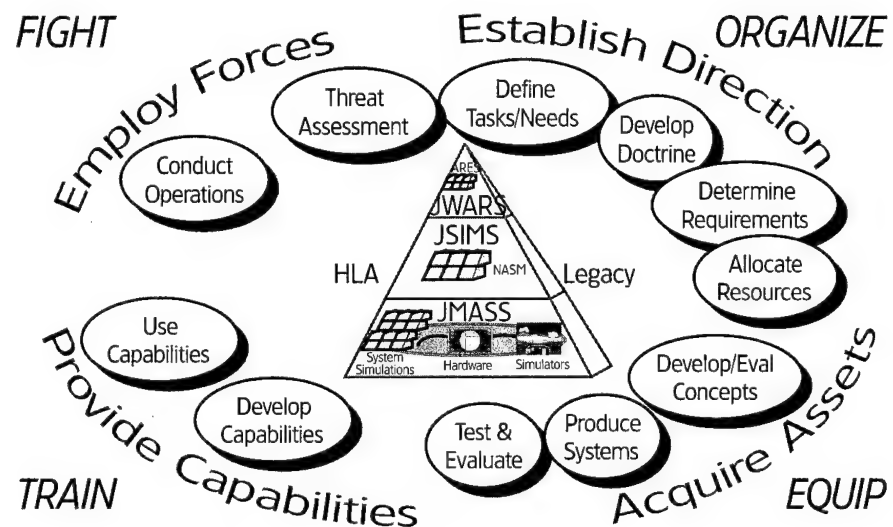 FIGHT
ORGANIZE
Employ Forces
Establish Direction
Threat
Assessment
Define
Tasks/Needs
Develop
Doctrine
Conduct
Operations
Determine
Requirements
Allocate
Resources
ARES
JWARS
JSIMS
NASM
HLA
Legacy
JMASS
System
Simulations
Hardware
Simulators
Use
Capabilities
Develop
Capabilities
Test &
Evaluate
Produce
Systems
Develop/Eval
Concepts
Provide Capabilities
Acquire Assets
TRAIN
EQUIP